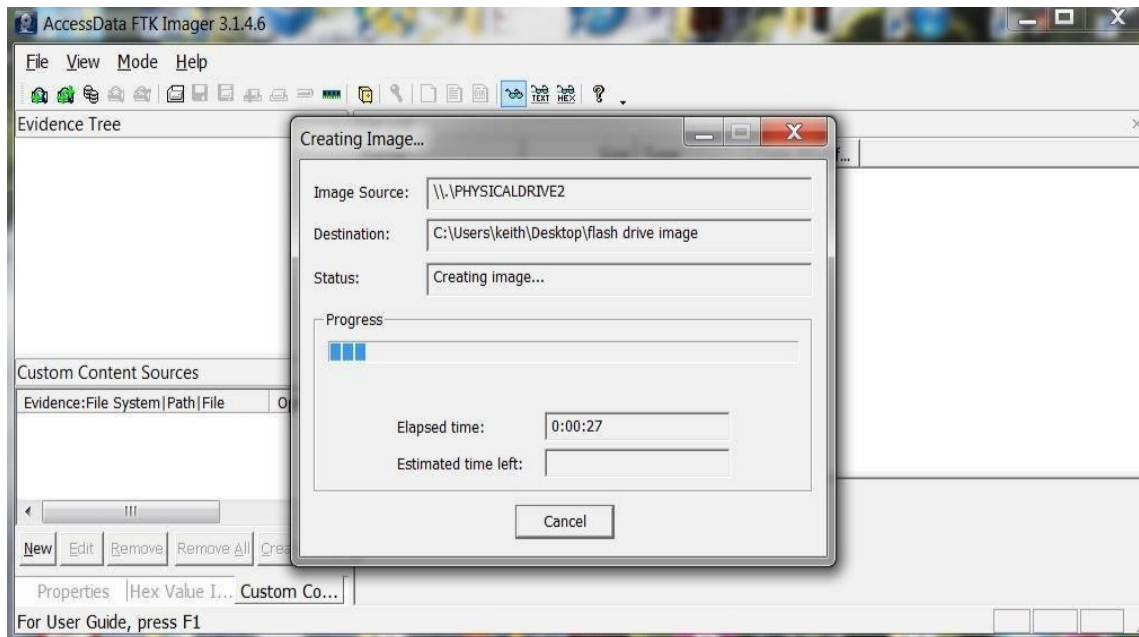 AccessData FTK Imager 3.1.4.6
File View Mode Help
TEXT HEX ?
Evidence Tree
Creating Image...
Image Source: \\.\PHYSICALDRIVE2
Destination: C:\Users\keith\Desktop\flash drive image
Status: Creating image...
Progress
Elapsed time: 0:00:27
Estimated time left:
Cancel
Custom Content Sources
Evidence:File System|Path|File
New Edit Remove Remove All Crea
Properties Hex Value I... Custom Co...
For User Guide, press F1